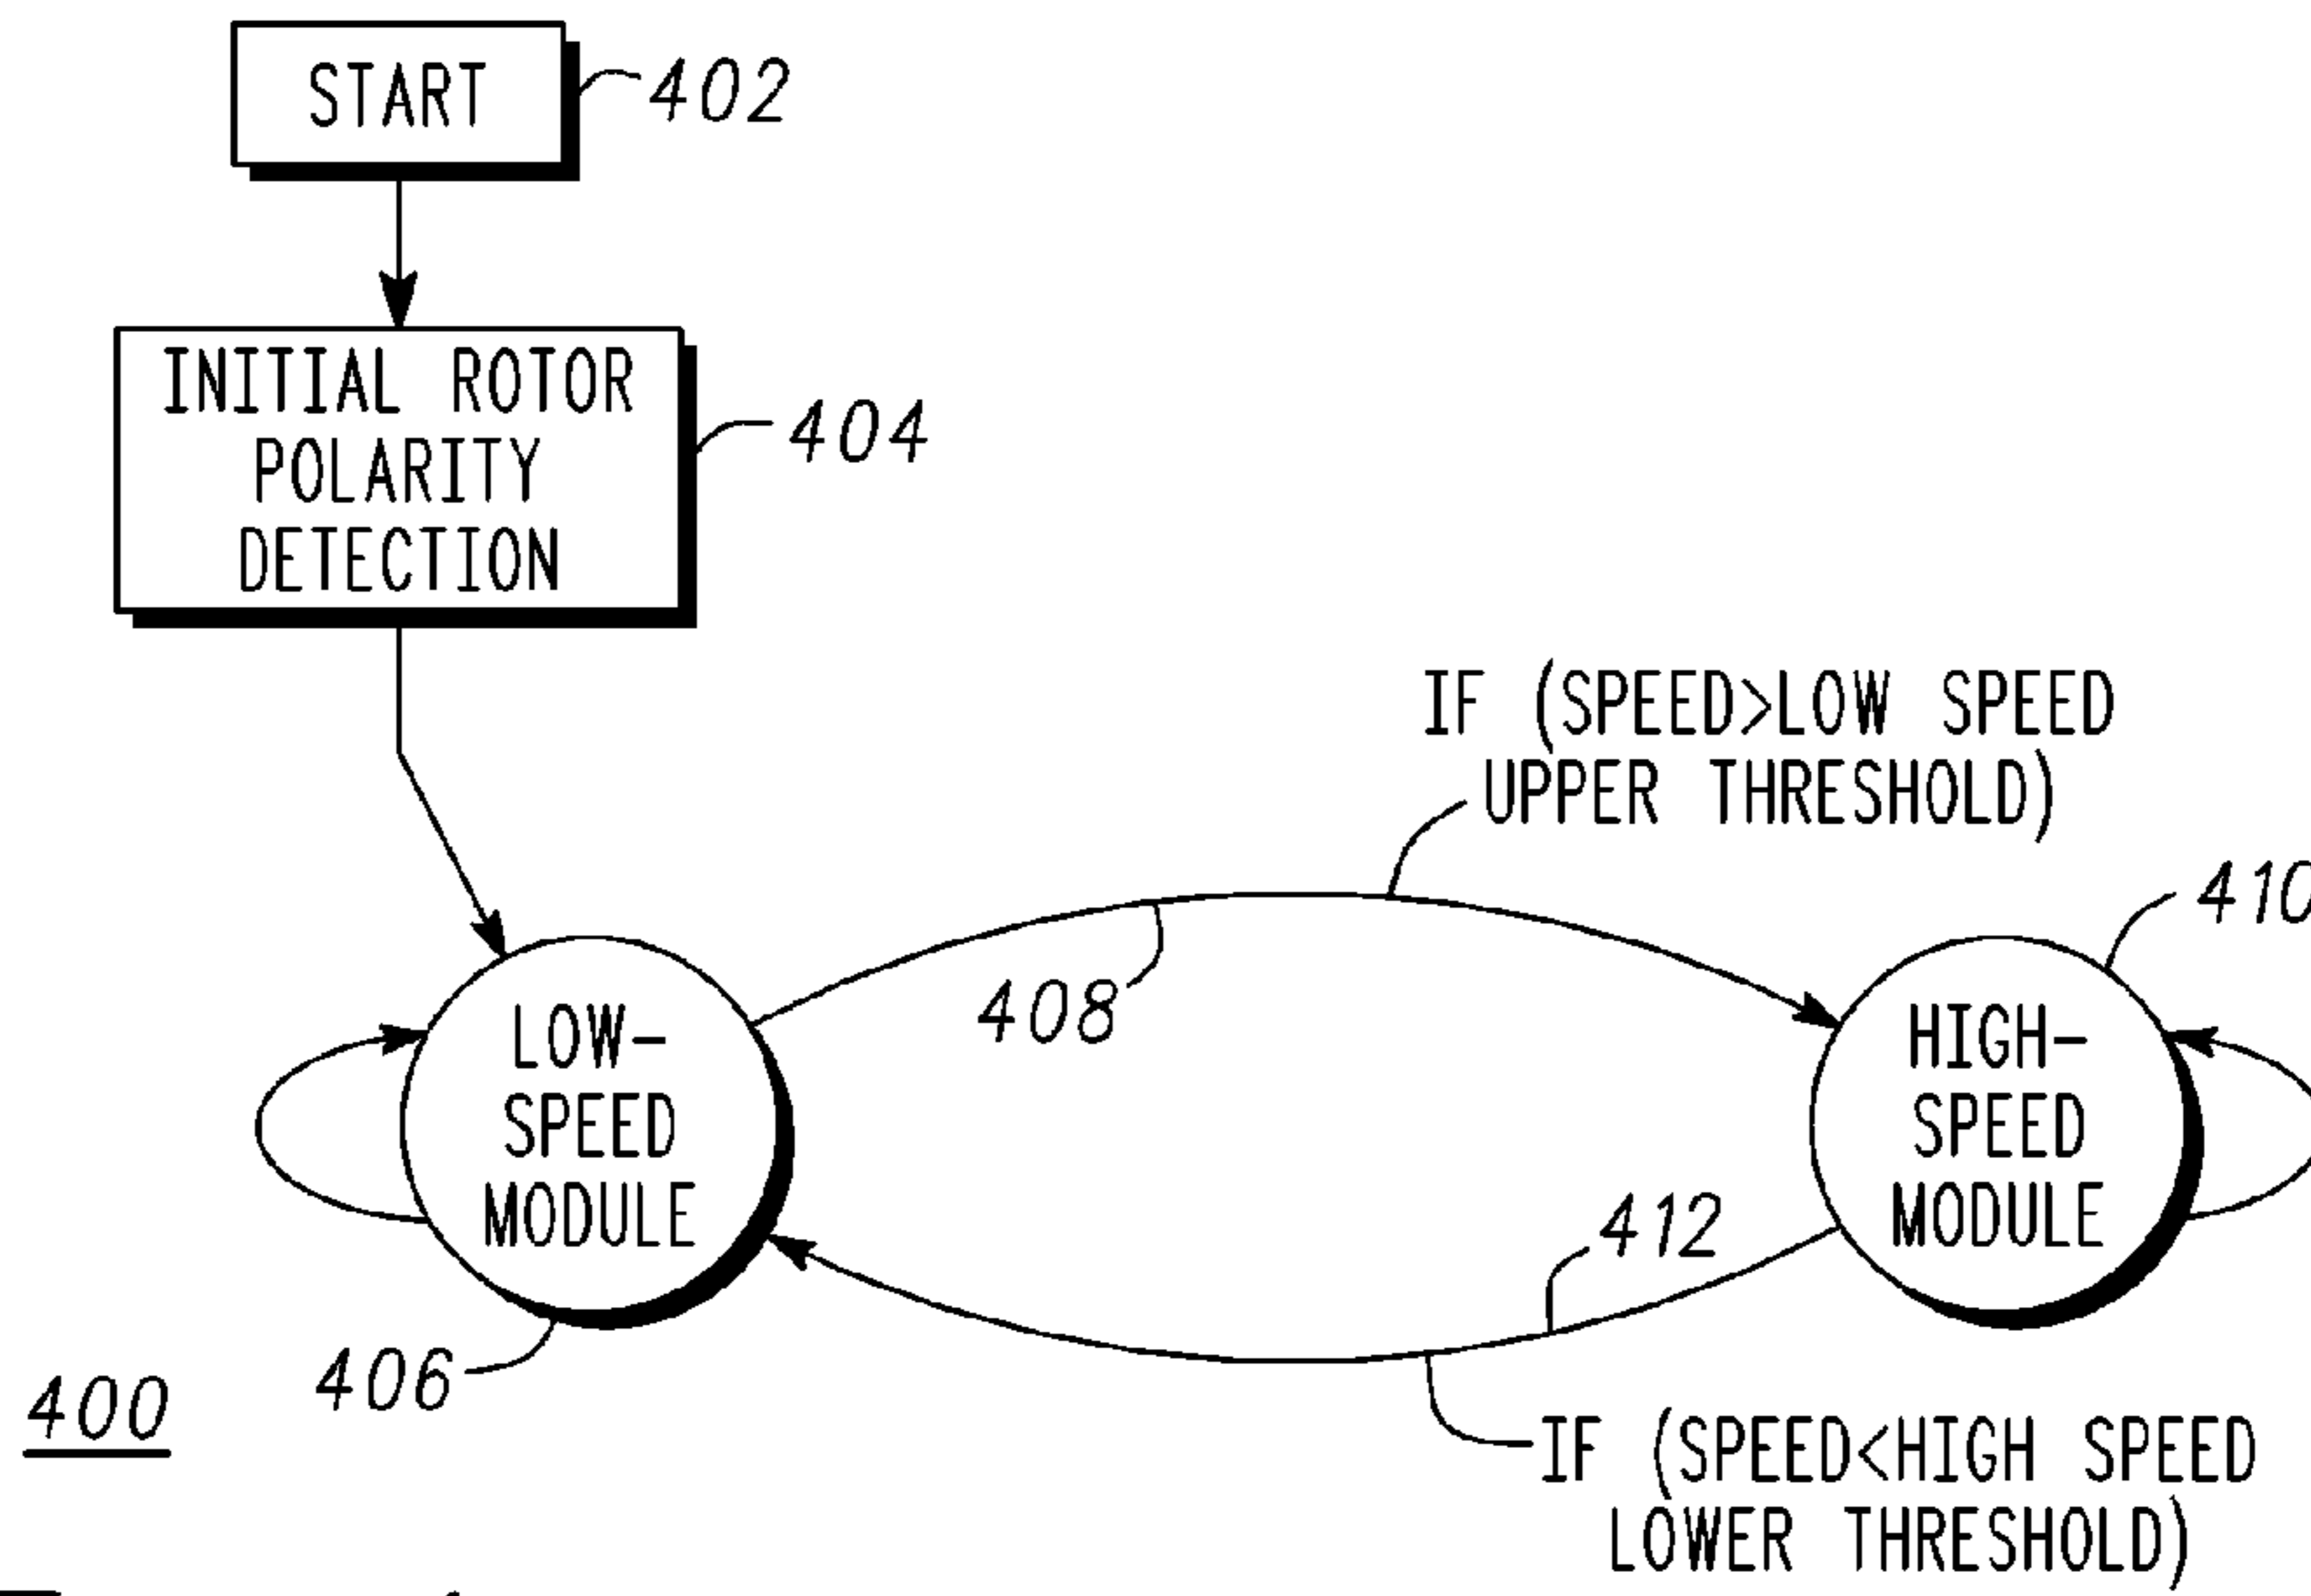 START
402
INITIAL ROTOR
POLARITY
DETECTION
404
IF (SPEED>LOW SPEED
UPPER THRESHOLD)
408
410
LOW-
SPEED
MODULE
406
HIGH-
SPEED
MODULE
412
IF (SPEED<HIGH SPEED
LOWER THRESHOLD)
400